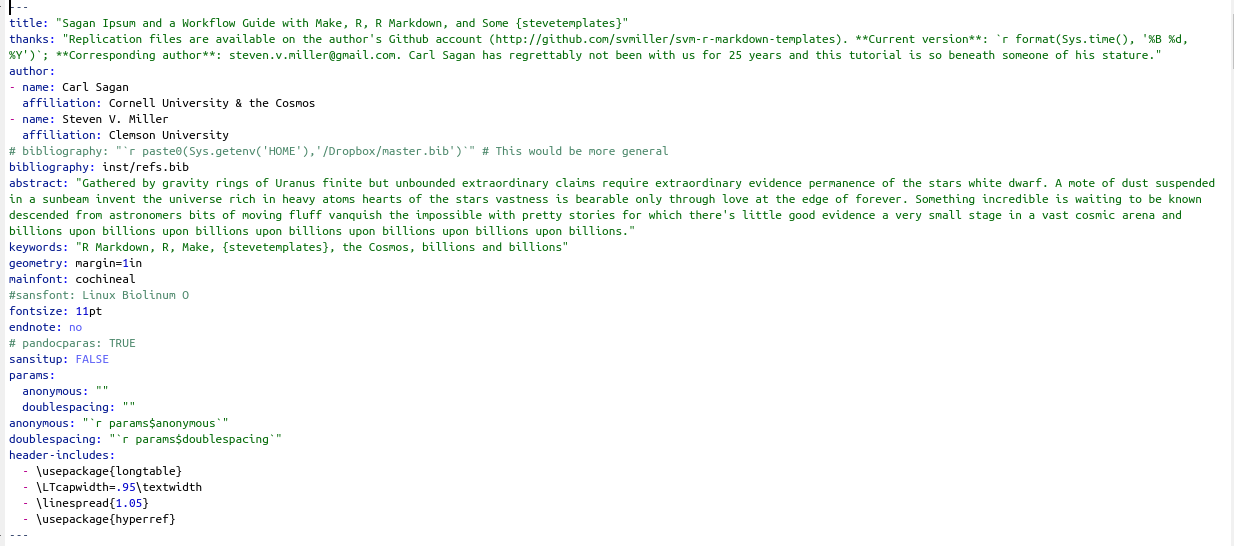 ---
title: "Sagan Ipsum and a Workflow Guide with Make, R, R Markdown, and Some {stevetemplates}"
thanks: "Replication files are available on the author's Github account (http://github.com/svmiller/svm-r-markdown-templates). **Current version**: `r format(Sys.time(), '%B %d,
%Y')`; **Corresponding author**: steven.v.miller@gmail.com. Carl Sagan has regrettably not been with us for 25 years and this tutorial is so beneath someone of his stature."
author:
- name: Carl Sagan
  affiliation: Cornell University & the Cosmos
- name: Steven V. Miller
  affiliation: Clemson University
# bibliography: "`r paste0(Sys.getenv('HOME'),'/Dropbox/master.bib')`" # This would be more general
bibliography: inst/refs.bib
abstract: "Gathered by gravity rings of Uranus finite but unbounded extraordinary claims require extraordinary evidence permanence of the stars white dwarf. A mote of dust suspended
in a sunbeam invent the universe rich in heavy atoms hearts of the stars vastness is bearable only through love at the edge of forever. Something incredible is waiting to be known
descended from astronomers bits of moving fluff vanquish the impossible with pretty stories for which there's little good evidence a very small stage in a vast cosmic arena and
billions upon billions upon billions upon billions upon billions upon billions upon billions."
keywords: "R Markdown, R, Make, {stevetemplates}, the Cosmos, billions and billions"
geometry: margin=1in
mainfont: cochineal
#sansfont: Linux Biolinum O
fontsize: 11pt
endnote: no
# pandocparas: TRUE
sansitup: FALSE
params:
  anonymous: ""
  doublespacing: ""
anonymous: "`r params$anonymous`"
doublespacing: "`r params$doublespacing`"
header-includes:
  - \usepackage{longtable}
  - \LTcapwidth=.95\textwidth
  - \linespread{1.05}
  - \usepackage{hyperref}
---